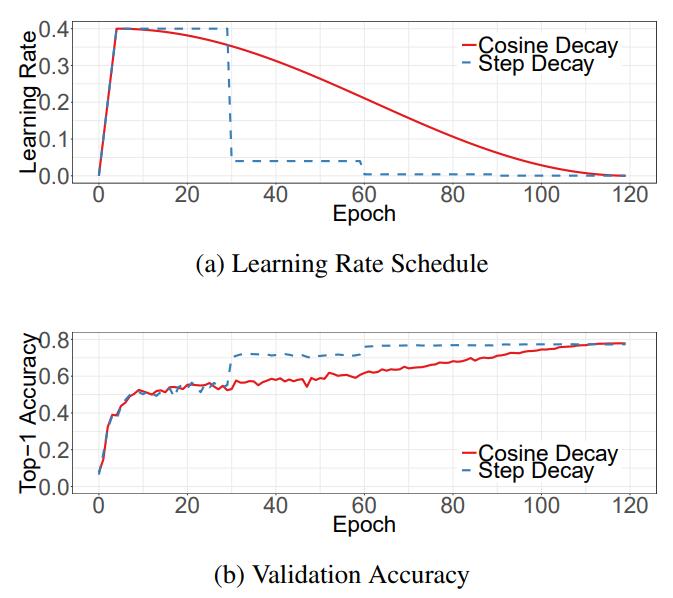 Learning Rate
0.4
0.3
0.2
0.1
0.0
Cosine Decay
Step Decay
0 20 40 60 80 100 120
Epoch
(a) Learning Rate Schedule
Top-1 Accuracy
0.8
0.6
0.4
0.2
0.0
Cosine Decay
Step Decay
0 20 40 60 80 100 120
Epoch
(b) Validation Accuracy